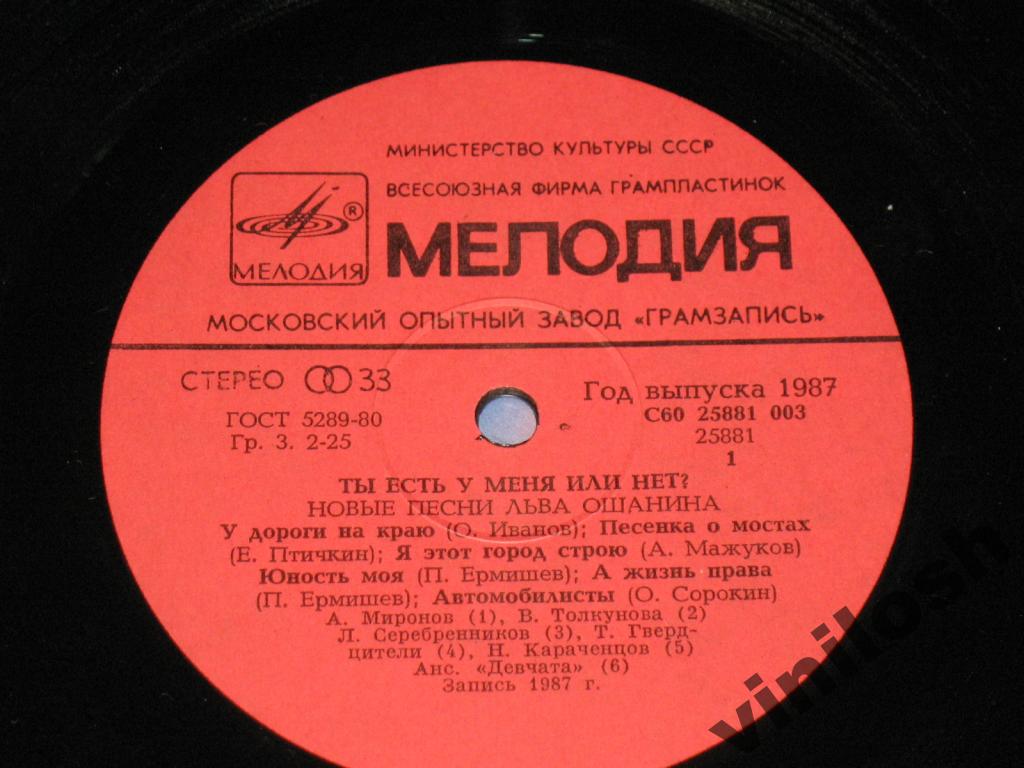 МИНИСТЕРСТВО КУЛЬТУРЫ СССР
ВСЕСОЮЗНАЯ ФИРМА ГРАМПЛАСТИНОК
МЕЛОДИЯ ®
МЕЛОДИЯ
МОСКОВСКИЙ ОПЫТНЫЙ ЗАВОД «ГРАМЗАПИСЬ»
СТЕРЕО 33
ГОСТ 5289-80
Гр. 3. 2-25
Год выпуска 1987
С60 25881 003
25881
1
ТЫ ЕСТЬ У МЕНЯ ИЛИ НЕТ?
НОВЫЕ ПЕСНИ ЛЬВА ОШАНИНА
У дороги на краю (О. Иванов); Песенка о мостах
(Е. Птичкин); Я этот город строю (А. Мажуков)
Юность моя (П. Ермишев); А жизнь права
(П. Ермишев); Автомобилисты (О. Сорокин)
А. Миронов (1), В. Толкунова (2)
Л. Серебренников (3), Т. Гверд-
цители (4), Н. Караченцов (5)
Анс. «Девчата» (6)
Запись 1987 г.
vinilosh